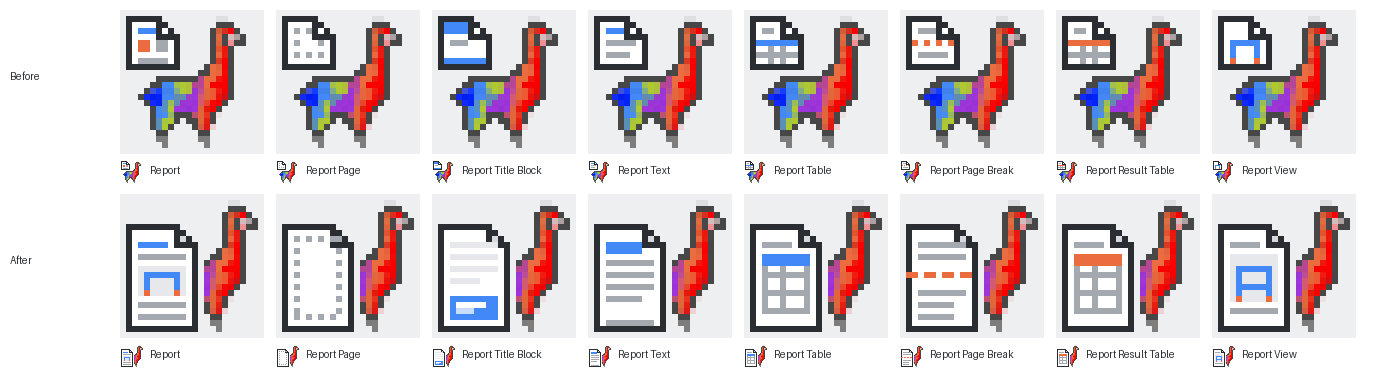 Before
Report
Report Page
Report Title Block
Report Text
Report Table
Report Page Break
Report Result Table
Report View
After
Report
Report Page
Report Title Block
Report Text
Report Table
Report Page Break
Report Result Table
Report View